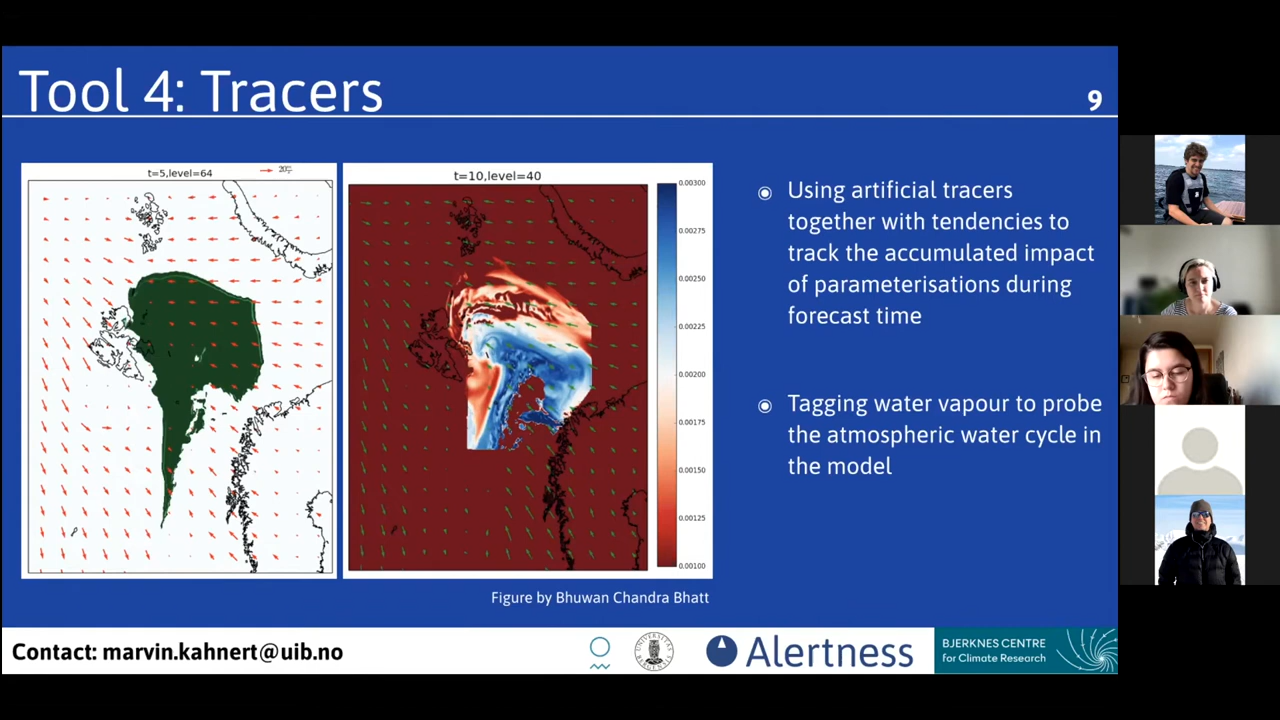 Tool 4: Tracers
9
t=5,level=64
t=10,level=40
0.00300
0.00275
0.00250
0.00225
0.00200
0.00175
0.00150
0.00125
0.00100
Using artificial tracers
together with tendencies to
track the accumulated impact
of parameterisations during
forecast time
Tagging water vapour to probe
the atmospheric water cycle in
the model
Figure by Bhuwan Chandra Bhatt
Contact: marvin.kahnert@uib.no
Alertness
BJERKNES CENTRE
for Climate Research